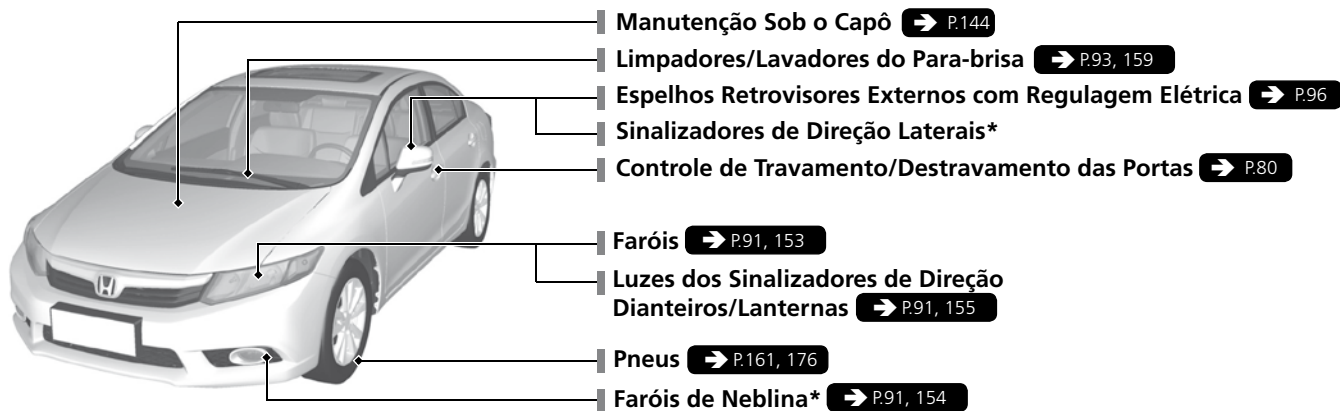 Manutenção Sob o Capô P.144
Limpadores/Lavadores do Para-brisa P.93, 159
Espelhos Retrovisores Externos com Regulagem Elétrica P.96
Sinalizadores de Direção Laterais*
Controle de Travamento/Destravamento das Portas P.80
Faróis P.91, 153
Luzes dos Sinalizadores de Direção
Dianteiros/Lanternas P.91, 155
Pneus P.161, 176
Faróis de Neblina* P.91, 154